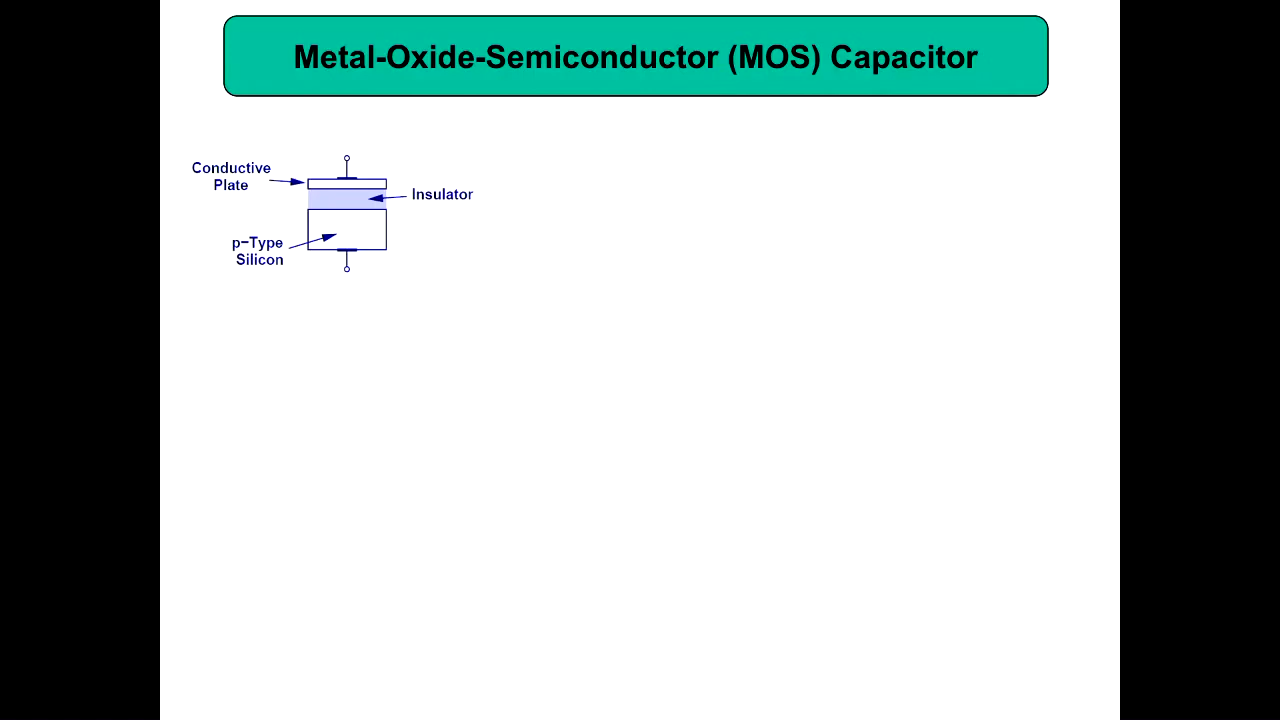 Metal-Oxide-Semiconductor (MOS) Capacitor
Conductive
Plate
Insulator
p−Type
Silicon